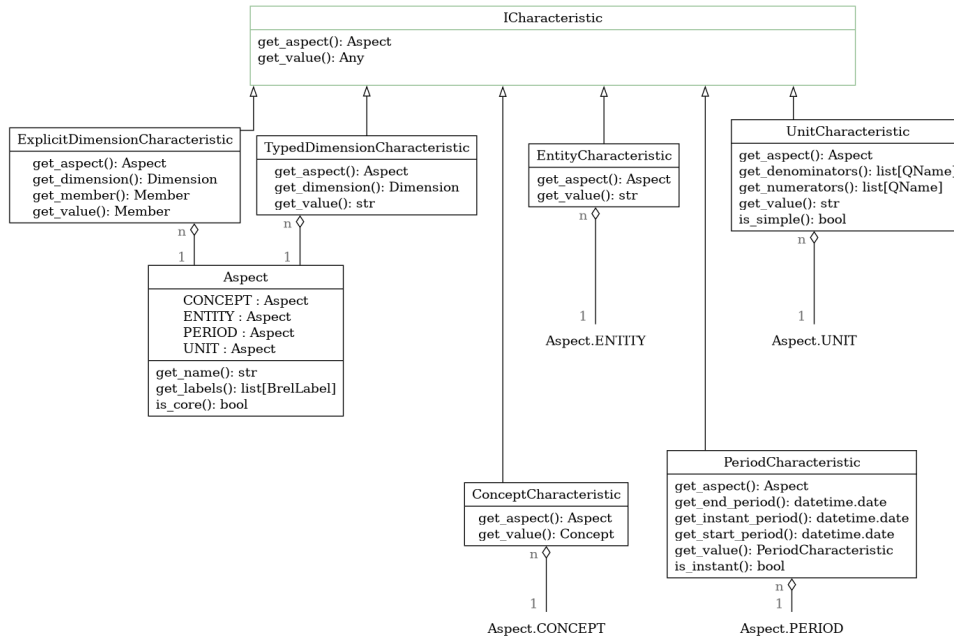 ICharacteristic
get_aspect(): Aspect
get_value(): Any
ExplicitDimensionCharacteristic
get_aspect(): Aspect
get_dimension(): Dimension
get_member(): Member
get_value(): Member
n
1
TypedDimensionCharacteristic
get_aspect(): Aspect
get_dimension(): Dimension
get_value(): str
n
1
EntityCharacteristic
get_aspect(): Aspect
get_value(): str
n
1
Aspect.ENTITY
UnitCharacteristic
get_aspect(): Aspect
get_denominators(): list[QName]
get_numerators(): list[QName]
get_value(): str
is_simple(): bool
n
1
Aspect.UNIT
Aspect
CONCEPT : Aspect
ENTITY : Aspect
PERIOD : Aspect
UNIT : Aspect
get_name(): str
get_labels(): list[BrelLabel]
is_core(): bool
ConceptCharacteristic
get_aspect(): Aspect
get_value(): Concept
n
1
Aspect.CONCEPT
PeriodCharacteristic
get_aspect(): Aspect
get_end_period(): datetime.date
get_instant_period(): datetime.date
get_start_period(): datetime.date
get_value(): PeriodCharacteristic
is_instant(): bool
n
1
Aspect.PERIOD